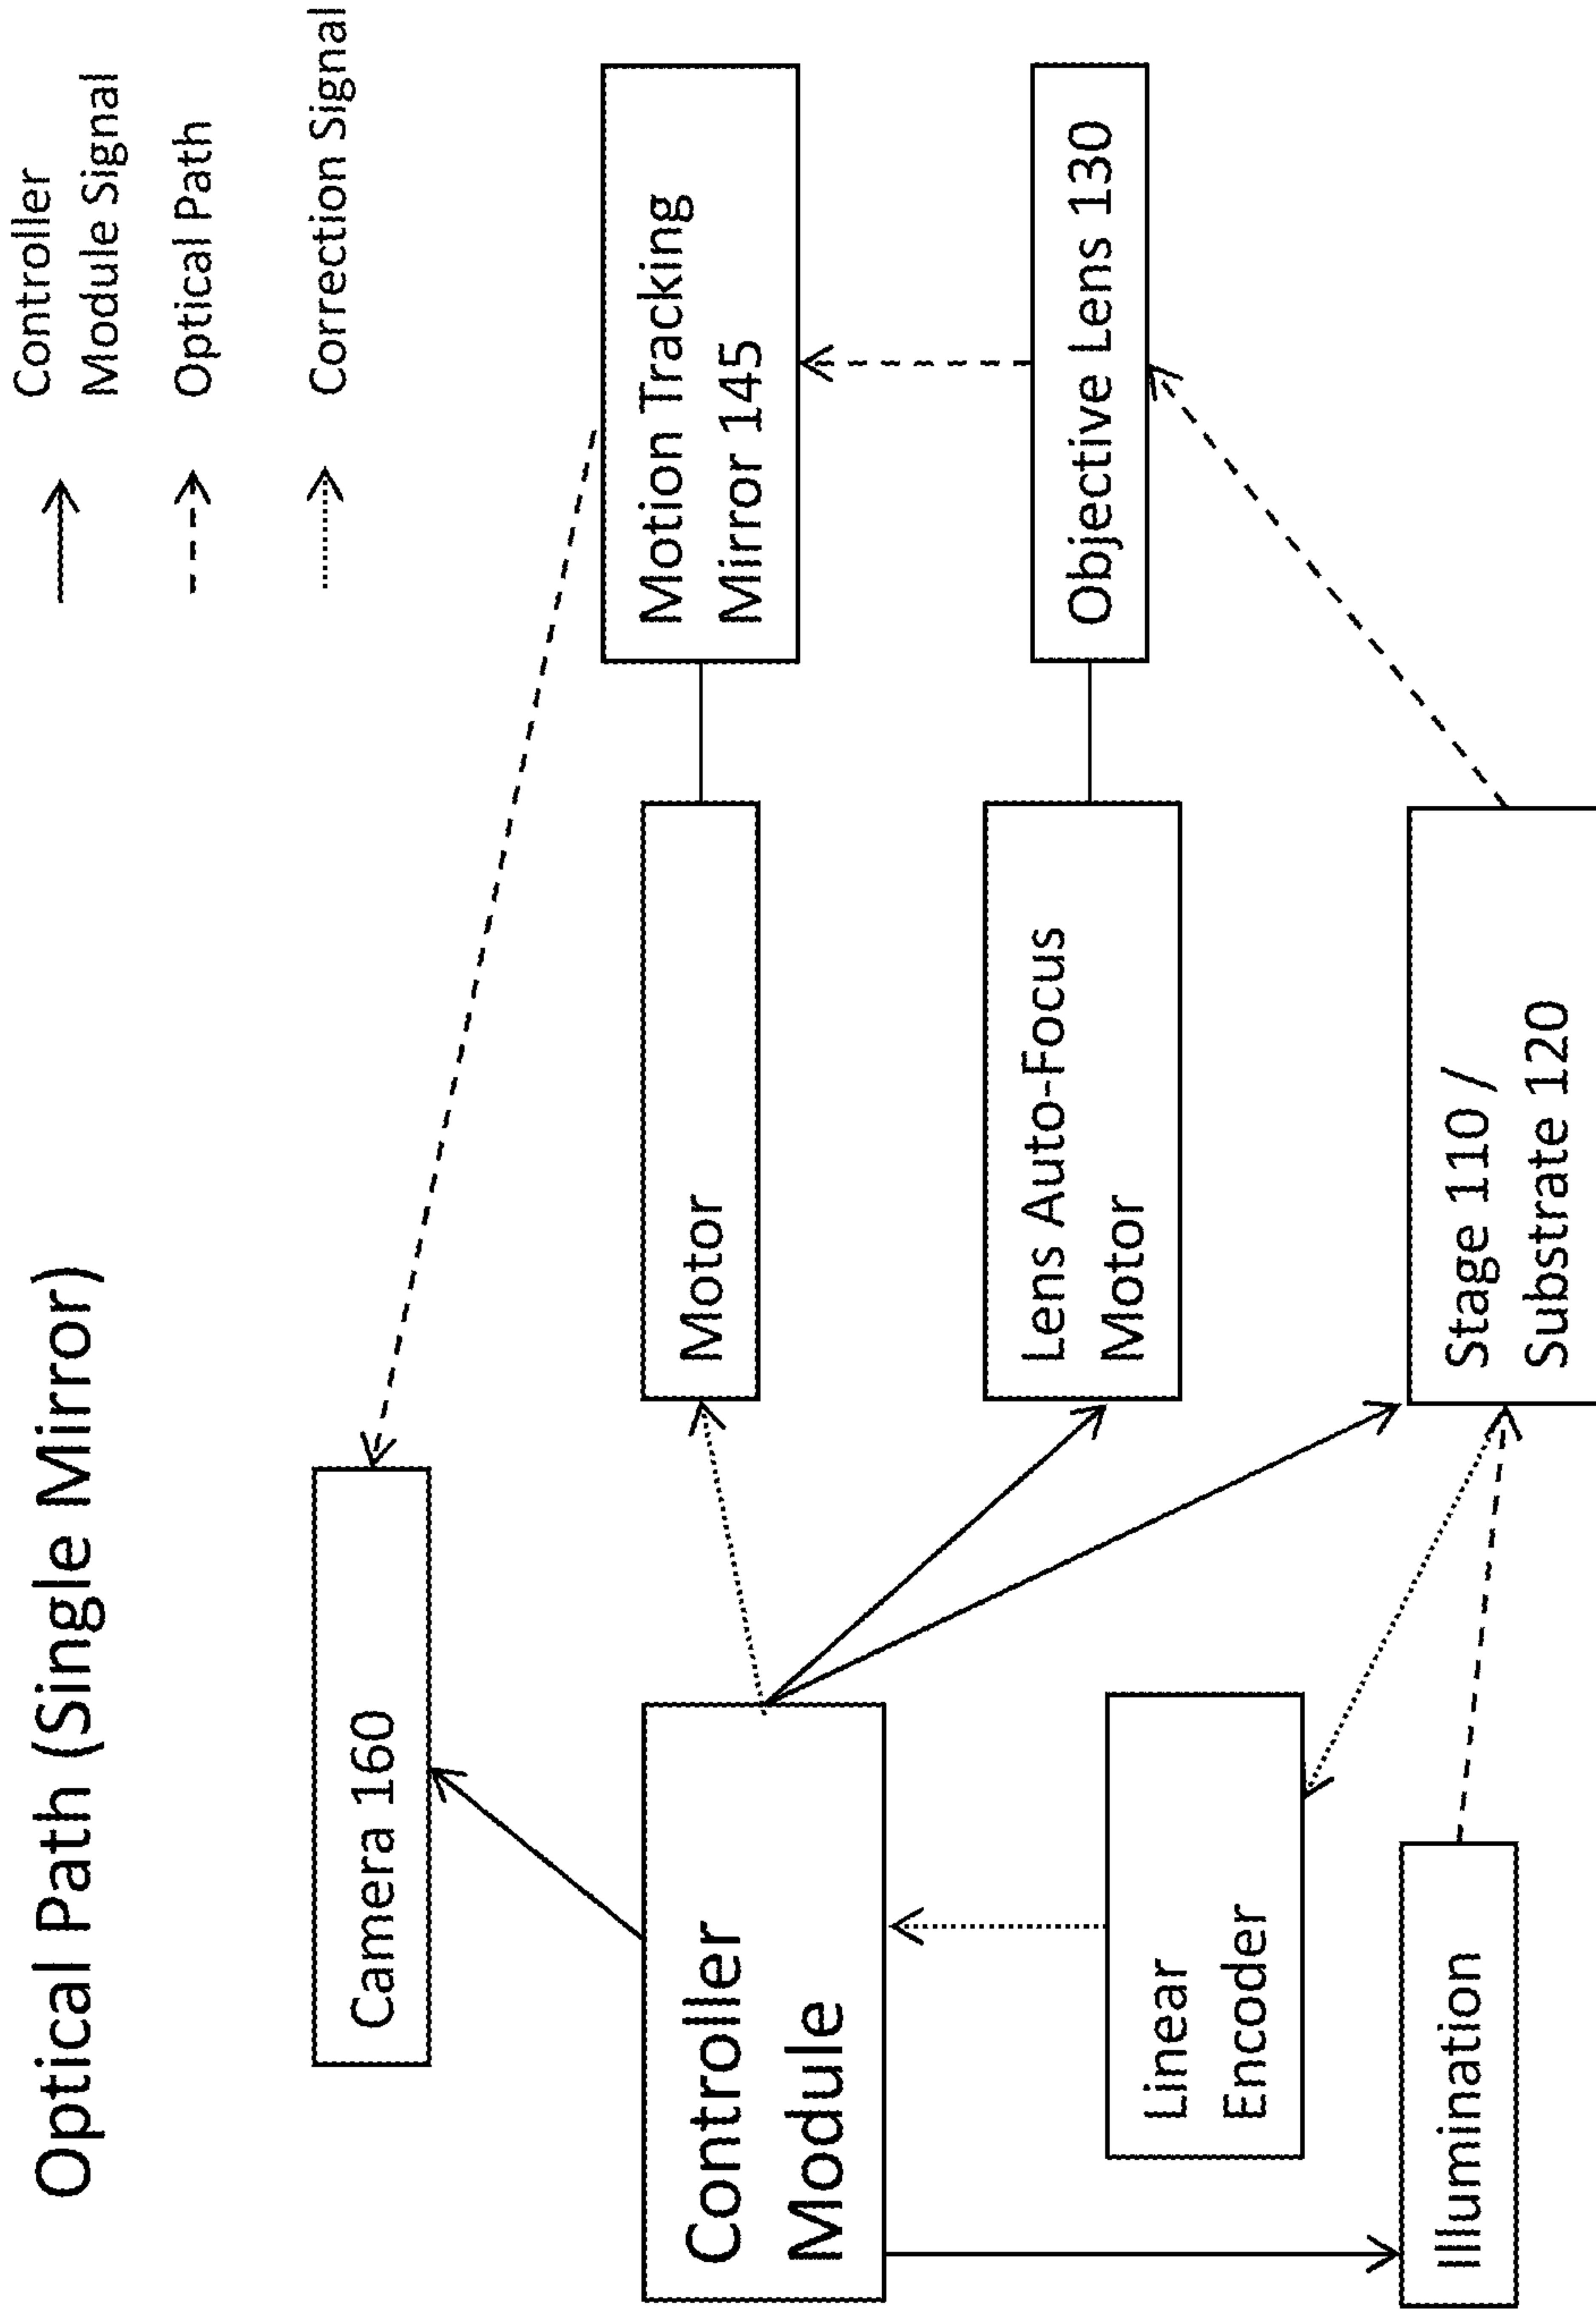 Optical Path (Single Mirror)
Controller
Module Signal
Optical Path
Correction Signal
Camera 160
Motion Tracking
Mirror 145
Motor
Controller
Module
Lens Auto-Focus
Motor
Objective Lens 130
Linear
Encoder
Stage 110 /
Substrate 120
Illumination